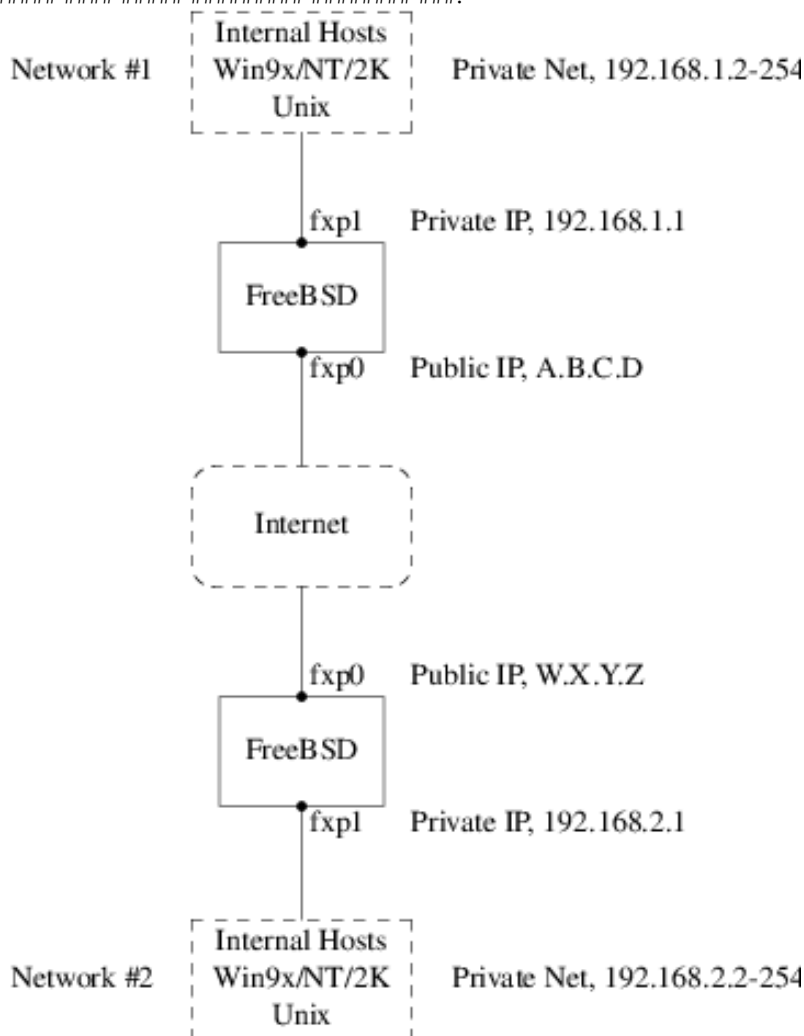 Internal Hosts
Network #1 Win9x/NT/2K Private Net, 192.168.1.2-254
Unix
fxp1 Private IP, 192.168.1.1
FreeBSD
fxp0 Public IP, A.B.C.D
Internet
fxp0 Public IP, W.X.Y.Z
FreeBSD
fxp1 Private IP, 192.168.2.1
Internal Hosts
Network #2 Win9x/NT/2K Private Net, 192.168.2.2-254
Unix